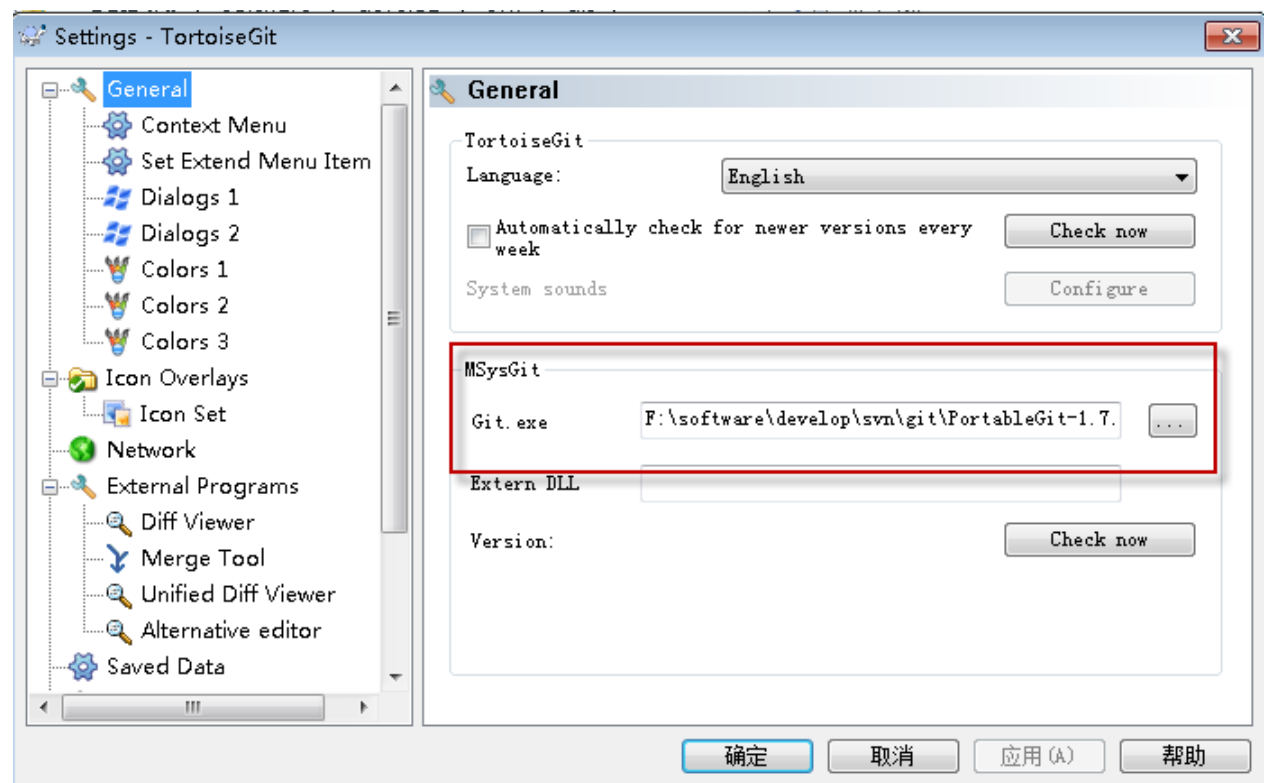 Settings - TortoiseGit
General
Context Menu
Set Extend Menu Item
Dialogs 1
Dialogs 2
Colors 1
Colors 2
Colors 3
Icon Overlays
Icon Set
Network
External Programs
Diff Viewer
Merge Tool
Unified Diff Viewer
Alternative editor
Saved Data
General
TortoiseGit
Language:
English
Automatically check for newer versions every
week
Check now
System sounds
Configure
MSysGit
Git.exe
F:\software\develop\svn\git\PortableGit-1.7.
...
Extern DLL
Version:
Check now
确定
取消
应用(A)
帮助